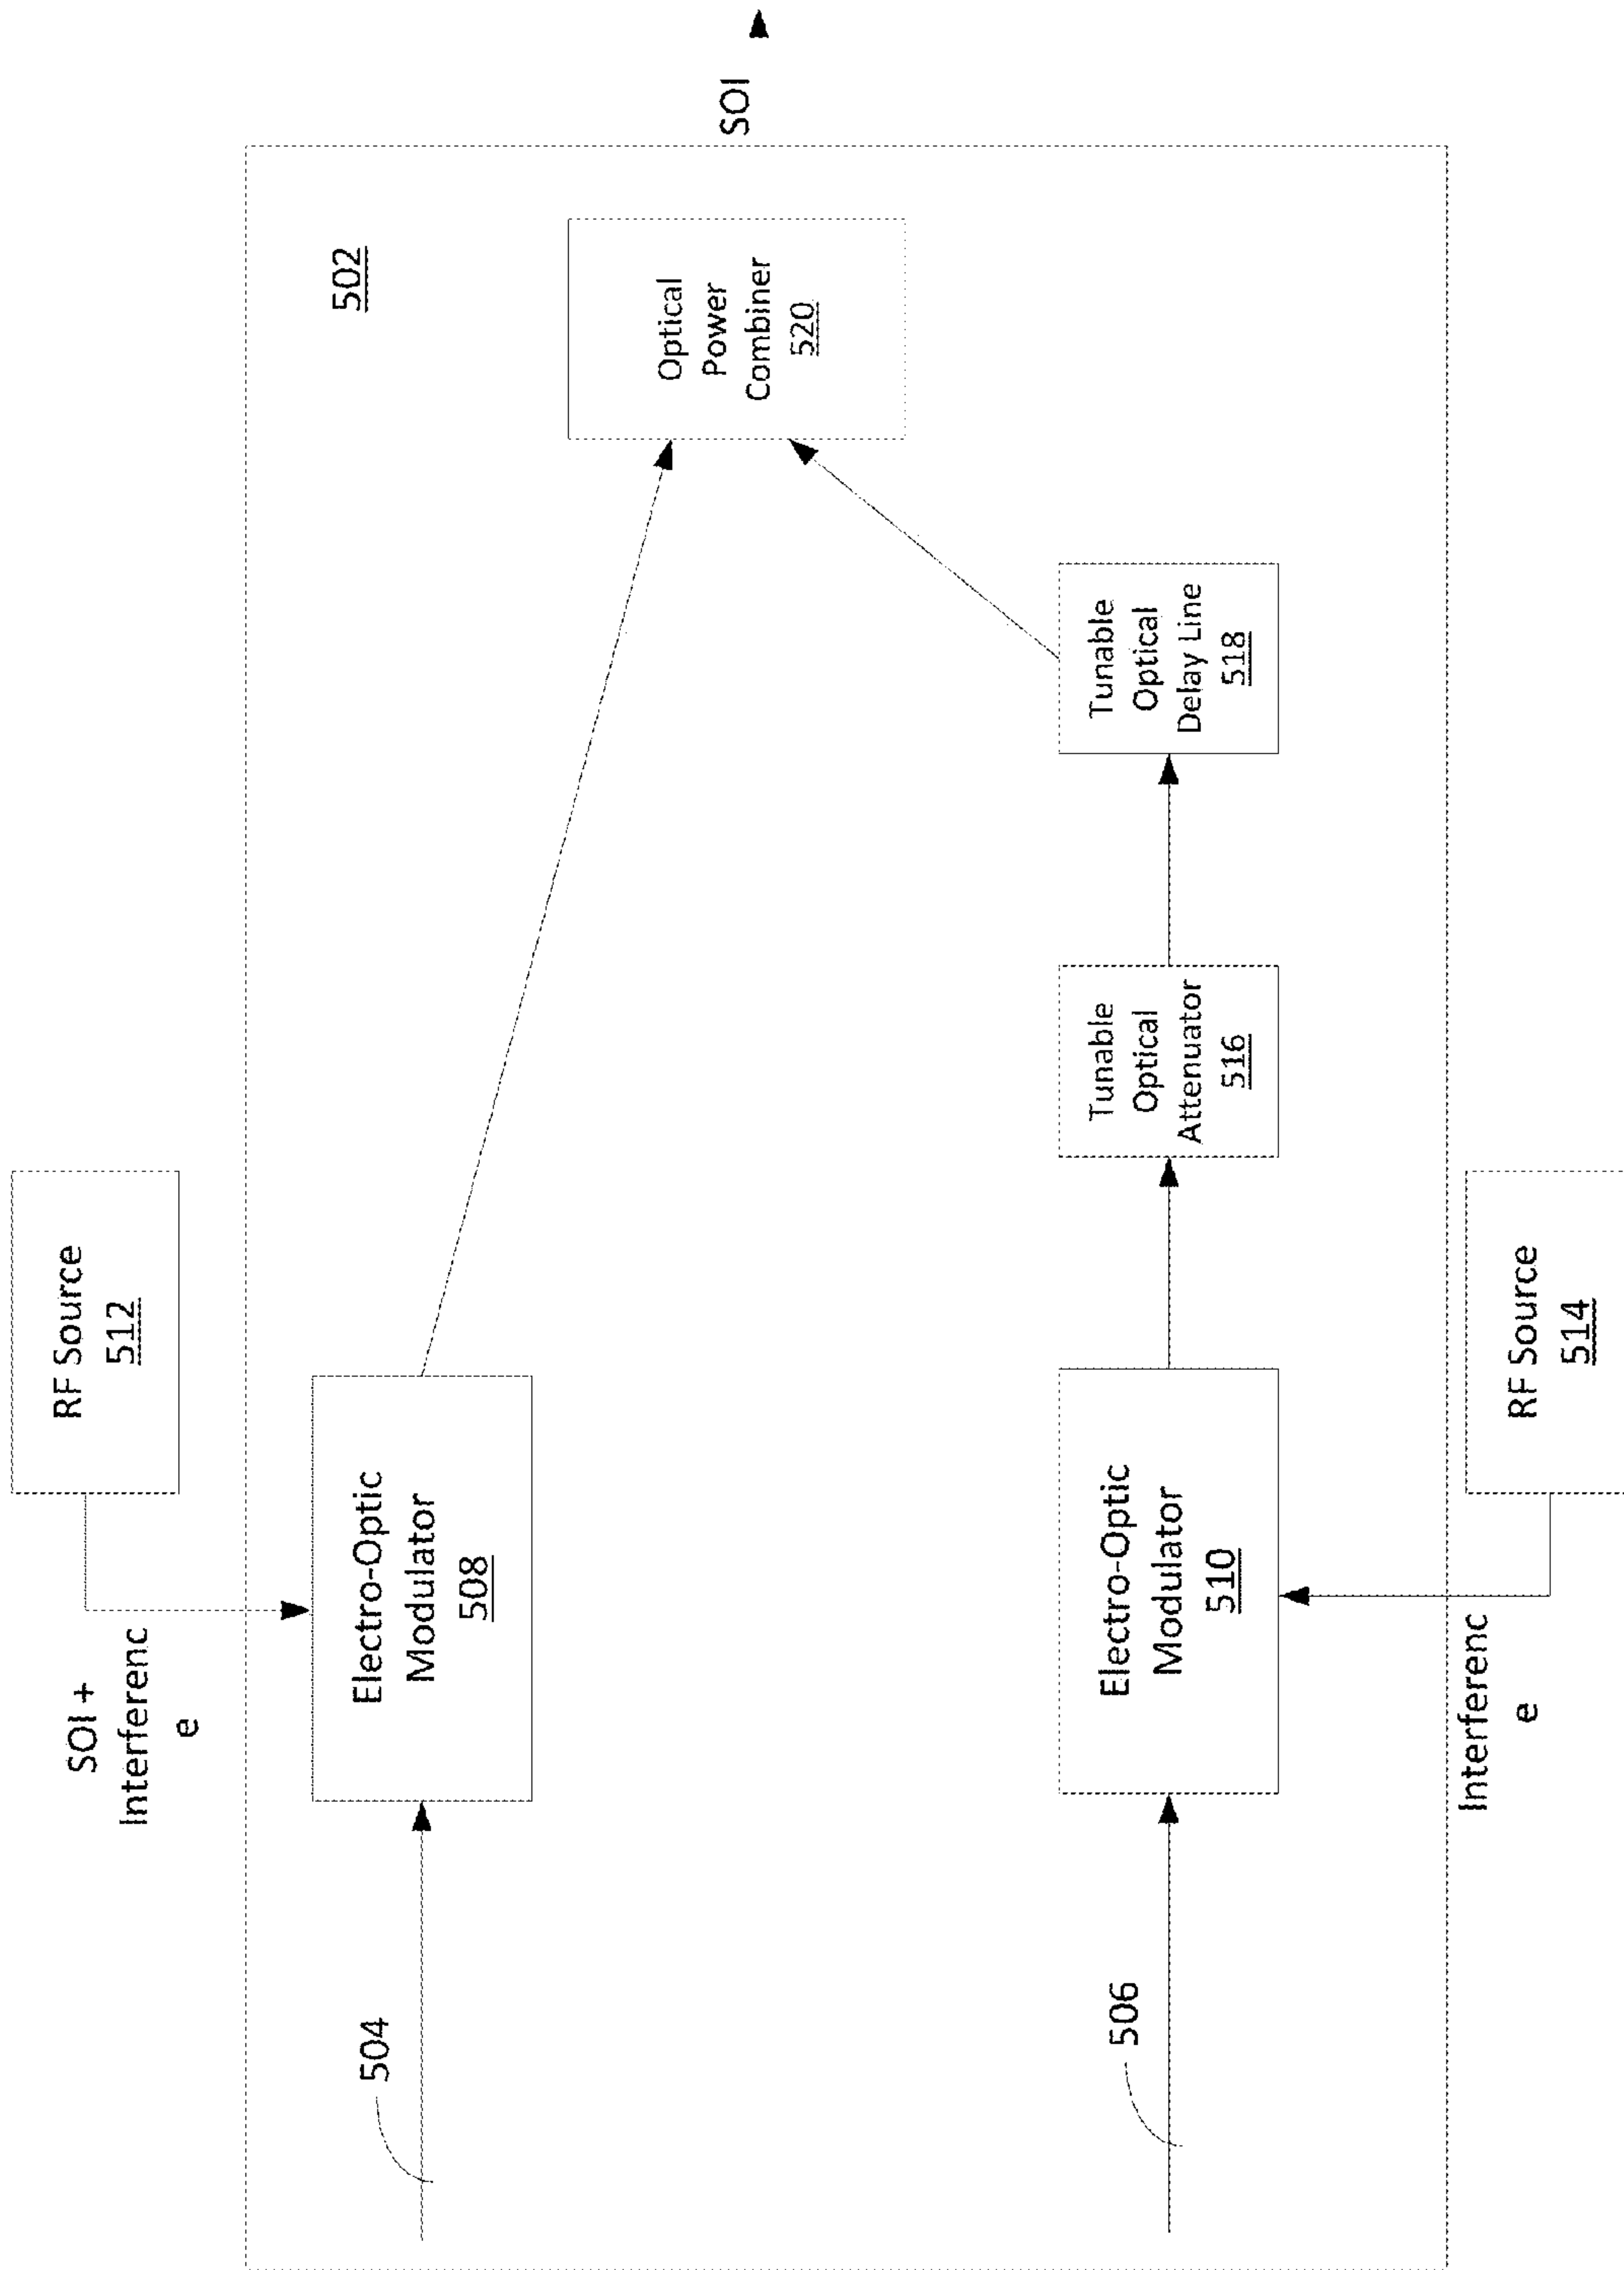 RF Source
512
SOI +
Interferenc
e
502
504
Electro-Optic
Modulator
508
Optical
Power
Combiner
520
SOI
506
Electro-Optic
Modulator
510
Tunable
Optical
Attenuator
516
Tunable
Optical
Delay Line
518
Interferenc
e
RF Source
514